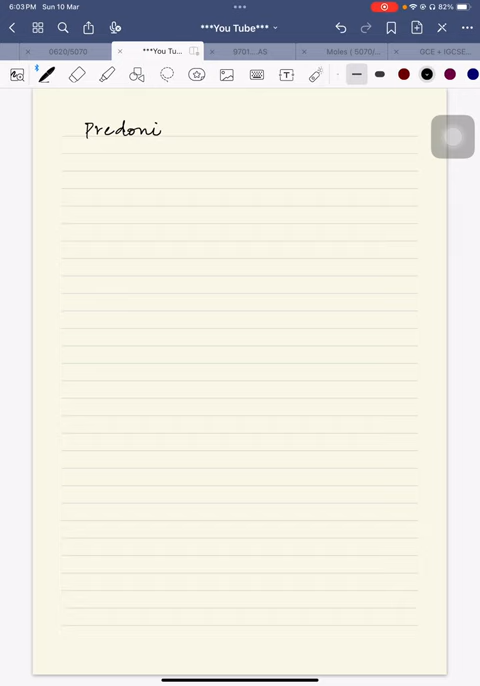 6:03 PM Sun 10 Mar
82%
***You Tube***
0620/5070
***You Tu...
9701... AS
Moles ( 5070/...
GCE + IGCSE...
Predoni